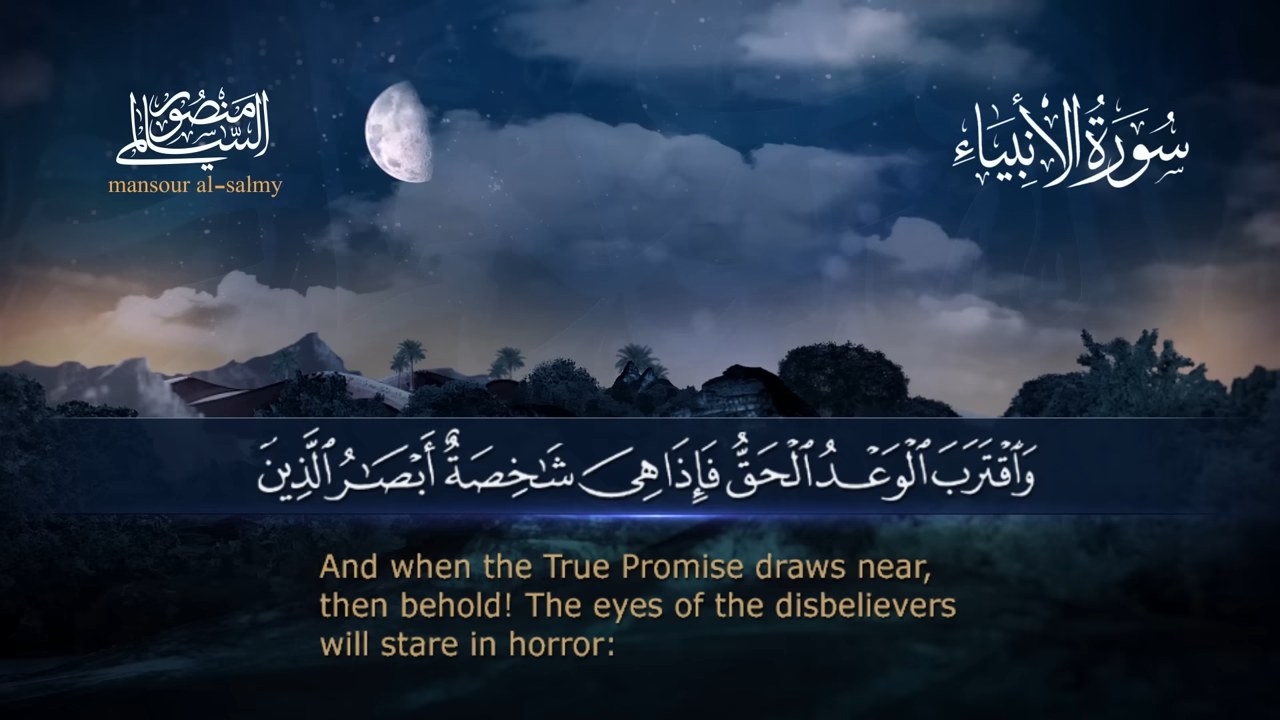 منصور
السالمي
mansour al-salmy
سُورَةُ الأَنْبِيَاء
وَٱقْتَرَبَ ٱلْوَعْدُ ٱلْحَقُّ فَإِذَا هِىَ شَـٰخِصَةٌ أَبْصَـٰرُ ٱلَّذِينَ
And when the True Promise draws near,
then behold! The eyes of the disbelievers
will stare in horror: